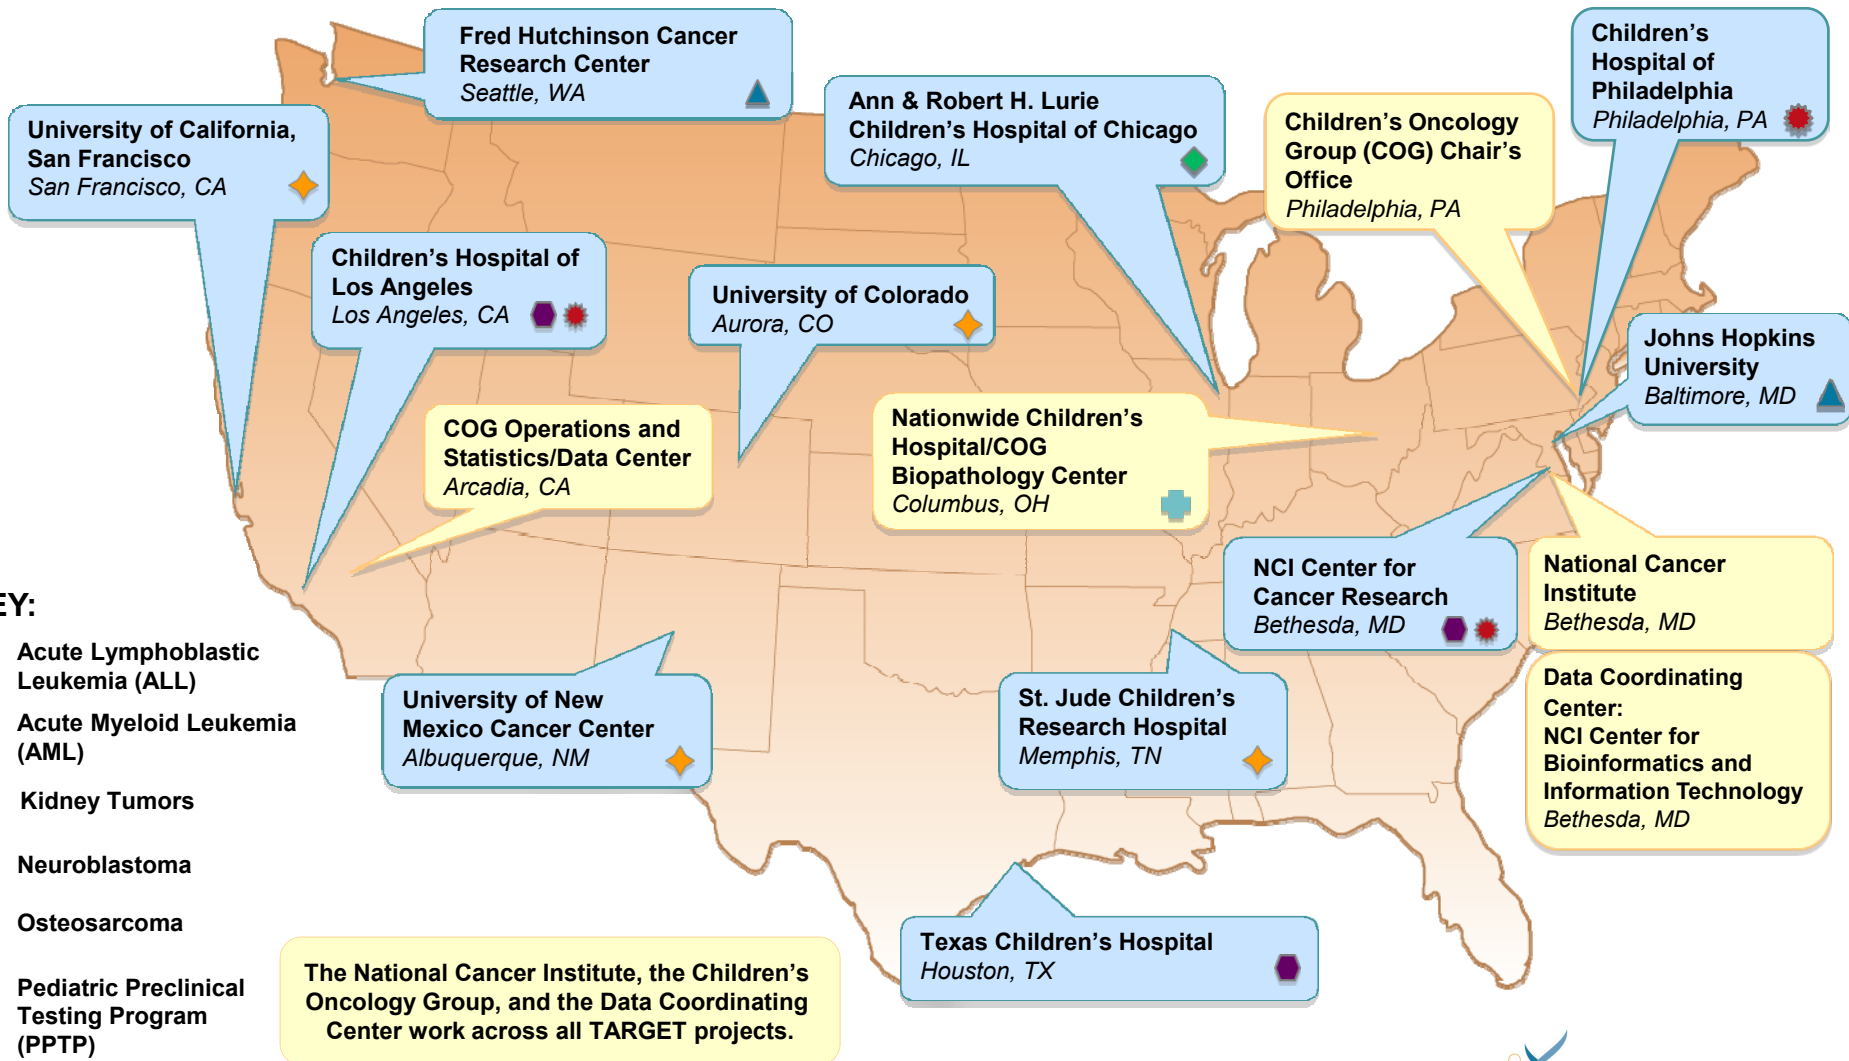 Fred Hutchinson Cancer
Research Center
Seattle, WA
University of California,
San Francisco
San Francisco, CA
Ann & Robert H. Lurie
Children's Hospital of Chicago
Chicago, IL
Children's Oncology
Group (COG) Chair's
Office
Philadelphia, PA
Children's
Hospital of
Philadelphia
Philadelphia, PA
Children's Hospital of
Los Angeles
Los Angeles, CA
University of Colorado
Aurora, CO
Johns Hopkins
University
Baltimore, MD
COG Operations and
Statistics/Data Center
Arcadia, CA
Nationwide Children's
Hospital/COG
Biopathology Center
Columbus, OH
NCI Center for
Cancer Research
Bethesda, MD
National Cancer
Institute
Bethesda, MD
University of New
Mexico Cancer Center
Albuquerque, NM
St. Jude Children's
Research Hospital
Memphis, TN
Data Coordinating
Center:
NCI Center for
Bioinformatics and
Information Technology
Bethesda, MD
Texas Children's Hospital
Houston, TX
EY:
Acute Lymphoblastic
Leukemia (ALL)
Acute Myeloid Leukemia
(AML)
Kidney Tumors
Neuroblastoma
Osteosarcoma
Pediatric Preclinical
Testing Program
(PPTP)
The National Cancer Institute, the Children's
Oncology Group, and the Data Coordinating
Center work across all TARGET projects.